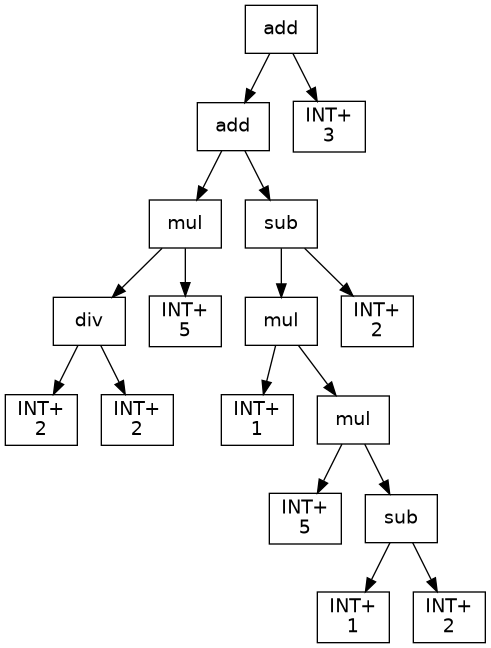 add
add
INT+
3
mul
sub
div
INT+
5
mul
INT+
2
INT+
2
INT+
2
INT+
1
mul
INT+
5
sub
INT+
1
INT+
2